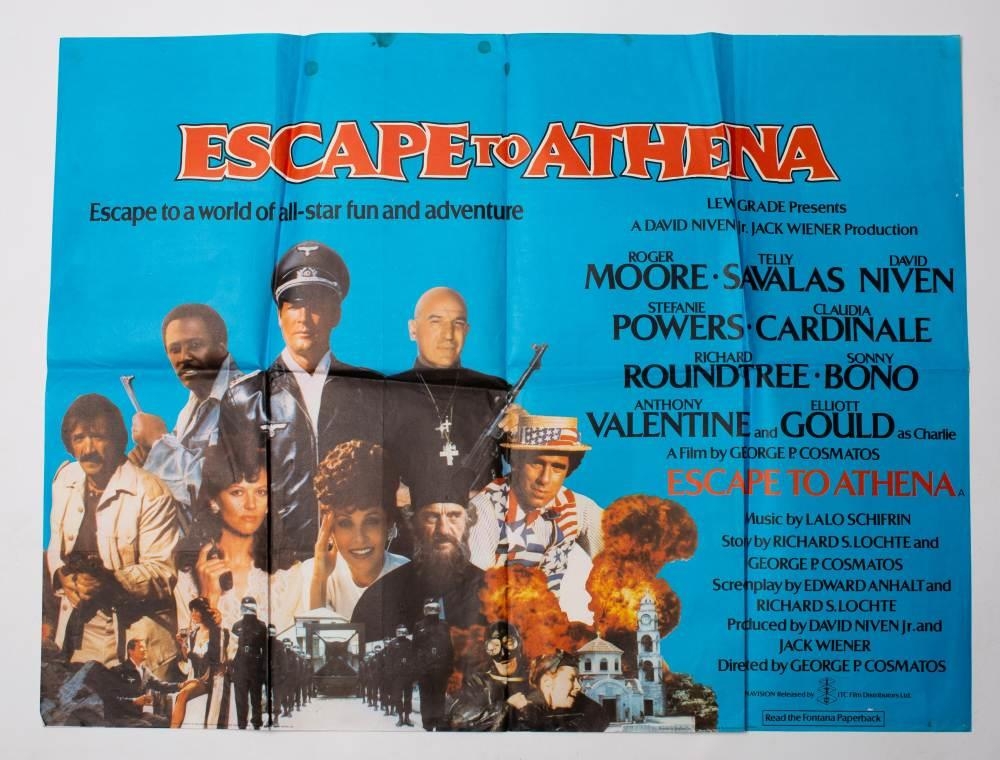 ESCAPE TO ATHENA
Escape to a world of all-star fun and adventure
LEW GRADE Presents
A DAVID NIVEN Jr. JACK WIENER Production
ROGER MOORE · TELLY SAVALAS DAVID NIVEN
STEFANIE POWERS · CLAUDIA CARDINALE
RICHARD ROUNDTREE · SONNY BONO
ANTHONY VALENTINE and ELLIOTT GOULD as Charlie
A Film by GEORGE P. COSMATOS
ESCAPE TO ATHENA A
Music by LALO SCHIFRIN
Story by RICHARD S. LOCHTE and
GEORGE P. COSMATOS
Screenplay by EDWARD ANHALT and
RICHARD S. LOCHTE
Produced by DAVID NIVEN Jr. and
JACK WIENER
Directed by GEORGE P. COSMATOS
NAVISION Released by ITC Film Distributors Ltd.
Read the Fontana Paperback